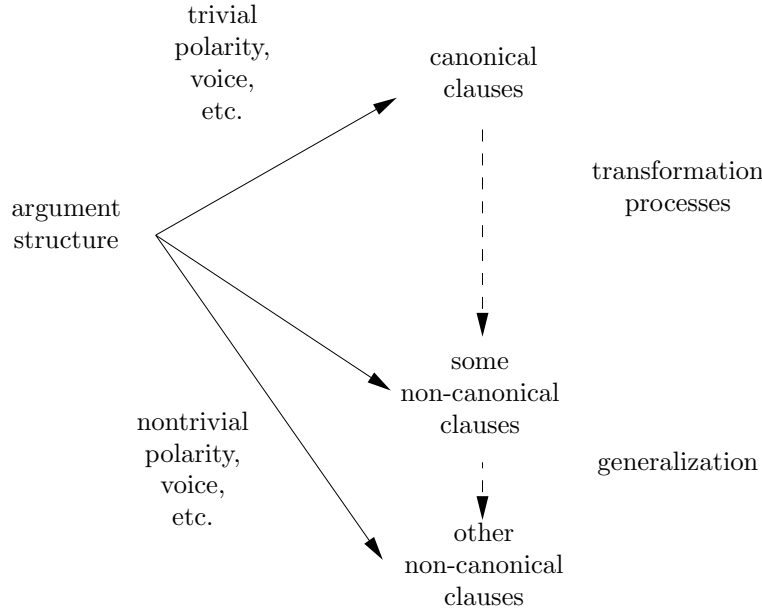 trivial
polarity,
voice,
etc.
canonical
clauses
transformation
processes
argument
structure
some
non-canonical
clauses
nontrivial
polarity,
voice,
etc.
generalization
other
non-canonical
clauses